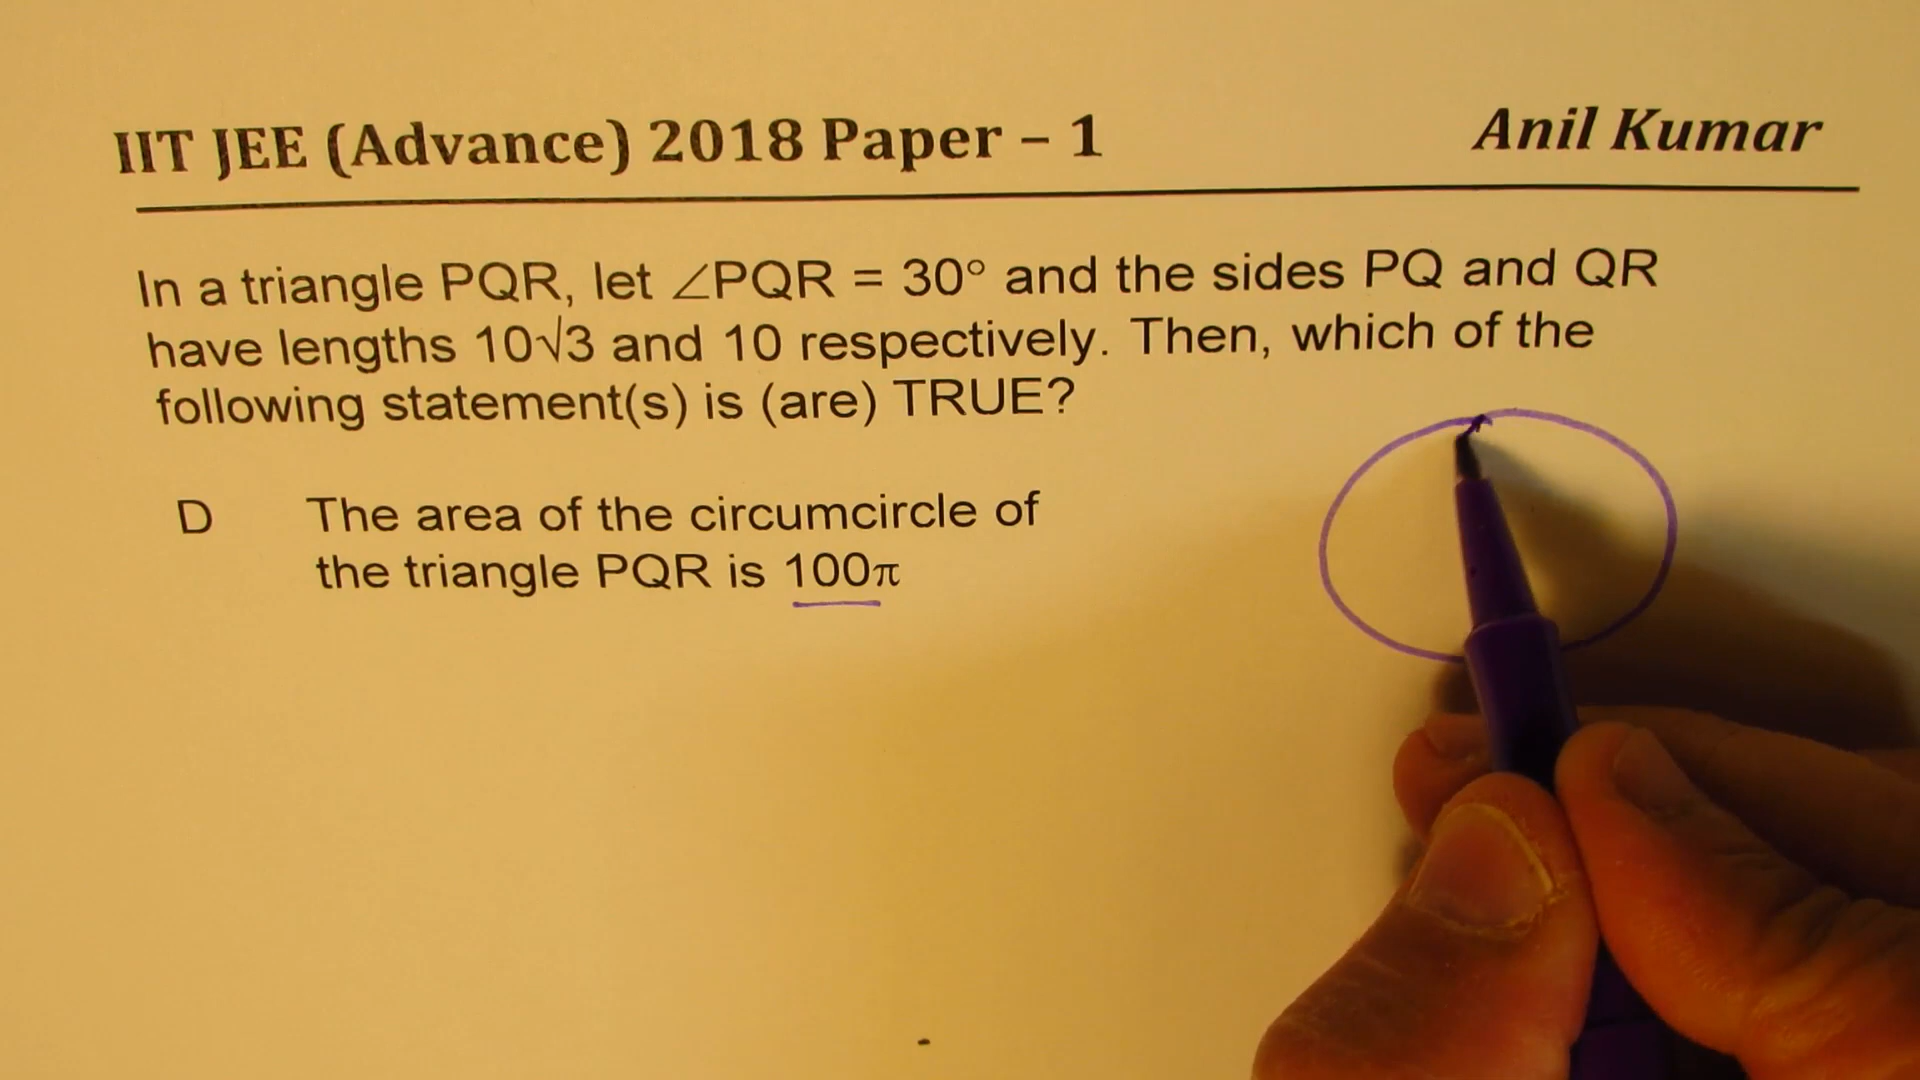 IIT JEE (Advance) 2018 Paper – 1 Anil Kumar
In a triangle PQR, let ∠PQR = 30° and the sides PQ and QR
have lengths 10√3 and 10 respectively. Then, which of the
following statement(s) is (are) TRUE?
D The area of the circumcircle of
the triangle PQR is 100π